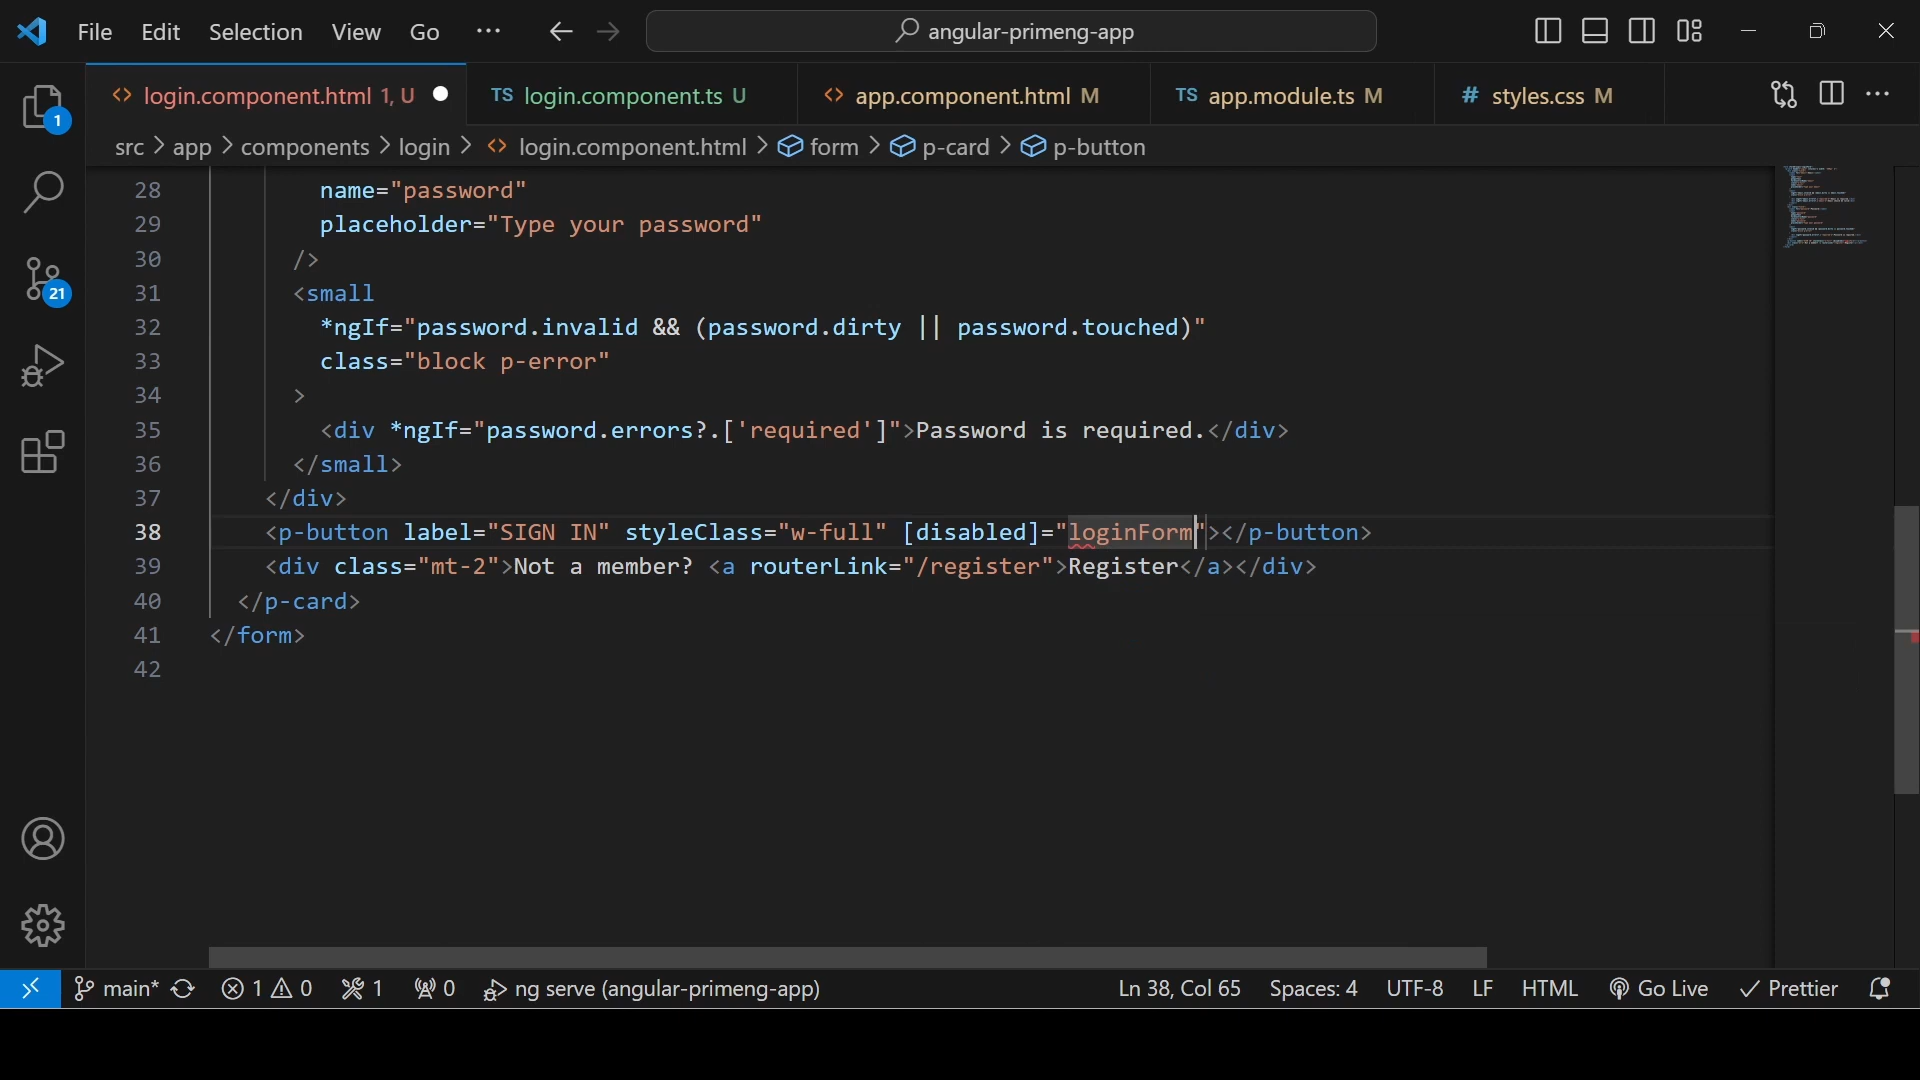 File Edit Selection View Go ··· angular-primeng-app
login.component.html 1, U TS login.component.ts U app.component.html M TS app.module.ts M # styles.css M
src > app > components > login > login.component.html > form > p-card > p-button
28 name="password"
29 placeholder="Type your password"
30 />
31 <small
32 *ngIf="password.invalid && (password.dirty || password.touched)"
33 class="block p-error"
34 >
35 <div *ngIf="password.errors?.['required']">Password is required.</div>
36 </small>
37 </div>
38 <p-button label="SIGN IN" styleClass="w-full" [disabled]="loginForm"></p-button>
39 <div class="mt-2">Not a member? <a routerLink="/register">Register</a></div>
40 </p-card>
41 </form>
42
1
21
main* 1 0 1 0 ng serve (angular-primeng-app) Ln 38, Col 65 Spaces: 4 UTF-8 LF HTML Go Live Prettier